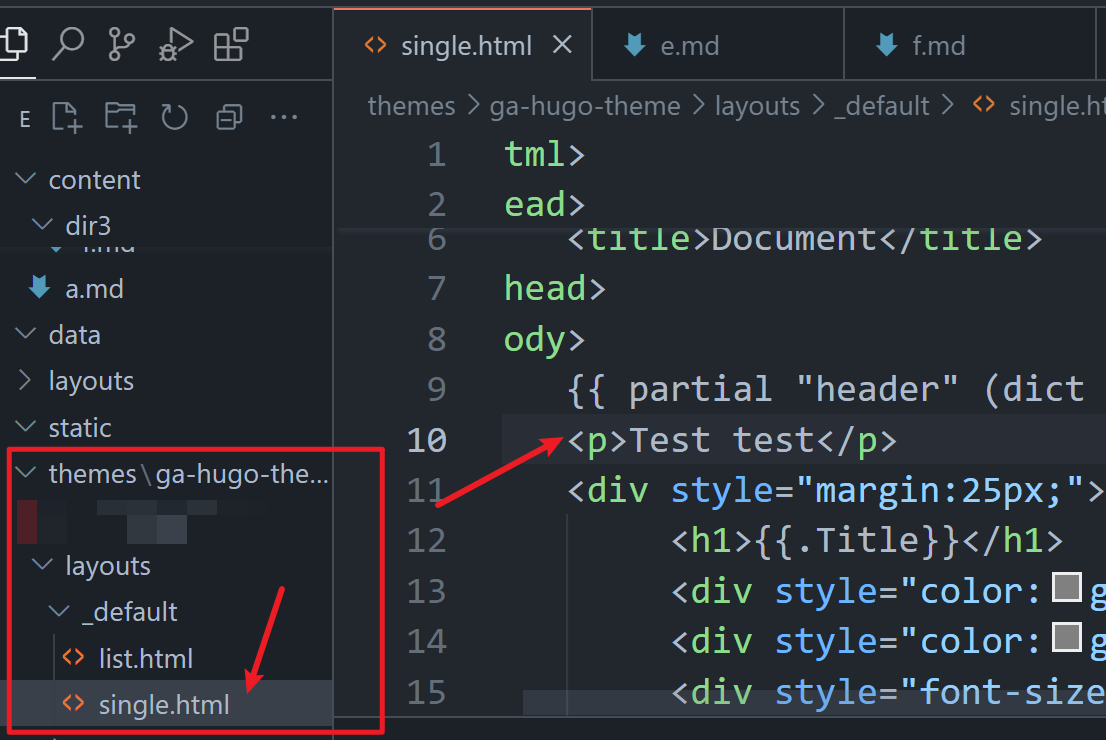 single.html
e.md
f.md
E
themes > ga-hugo-theme > layouts > _default > single.ht
content
dir3
a.md
data
layouts
static
themes\ga-hugo-the...
layouts
_default
list.html
single.html
1 tml>
2 ead>
6 <title>Document</title>
7 head>
8 ody>
9 {{ partial "header" (dict
10 <p>Test test</p>
11 <div style="margin:25px;">
12 <h1>{{.Title}}</h1>
13 <div style="color: g
14 <div style="color: g
15 <div style="font-size